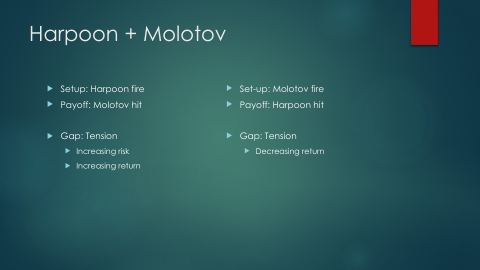 Harpoon + Molotov
Setup: Harpoon fire
Payoff: Molotov hit
Gap: Tension
Increasing risk
Increasing return
Set-up: Molotov fire
Payoff: Harpoon hit
Gap: Tension
Decreasing return